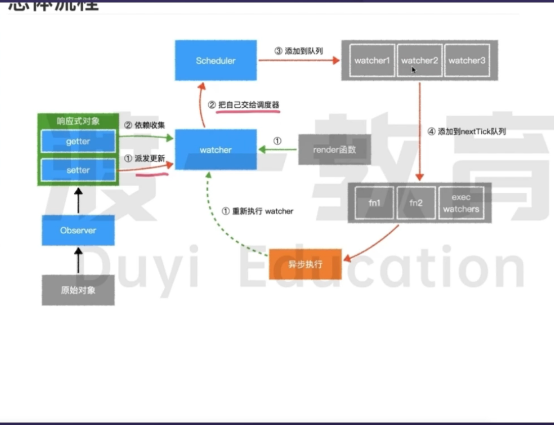 总体流程
Scheduler
③ 添加到队列
watcher1
watcher2
watcher3
② 把自己交给调度器
响应式对象
getter
setter
② 依赖收集
① 派发更新
watcher
①
render函数
④ 添加到nextTick队列
fn1
fn2
exec
watchers
① 重新执行 watcher
异步执行
Observer
原始对象
渡一教育
Duyi Education